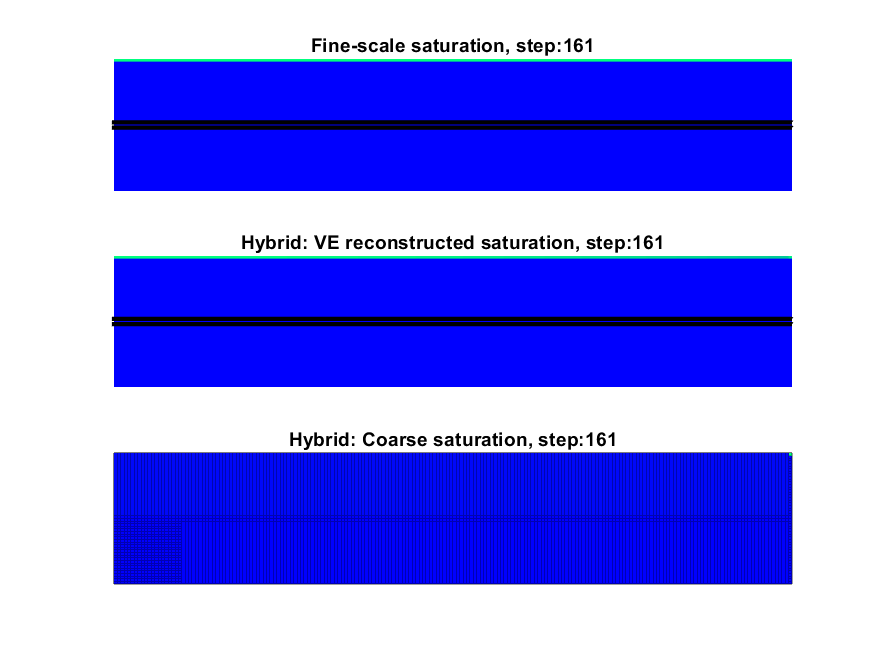 Fine-scale saturation, step:161
Hybrid: VE reconstructed saturation, step:161
Hybrid: Coarse saturation, step:161